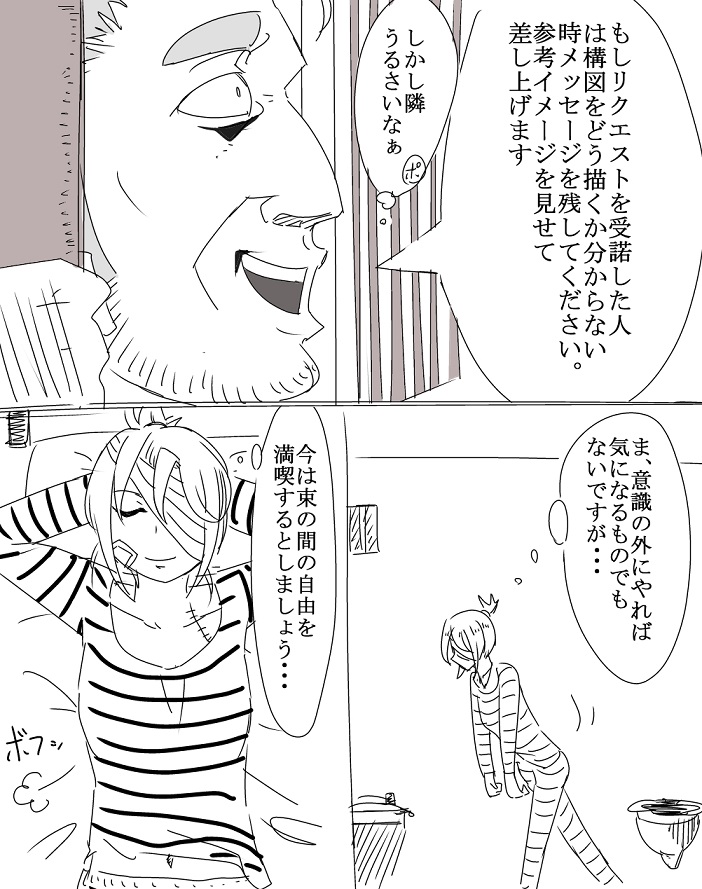 もしリクエストを受諾した人
は構図をどう描くか分からない
時メッセージを残してください。
参考イメージを見せて
差し上げます
しかし隣
うるさいなぁ
ポ
ま、意識の外にやれば
気になるものでも
ないですが・・・
今は束の間の自由を
満喫するとしましょう・・・
ボフン